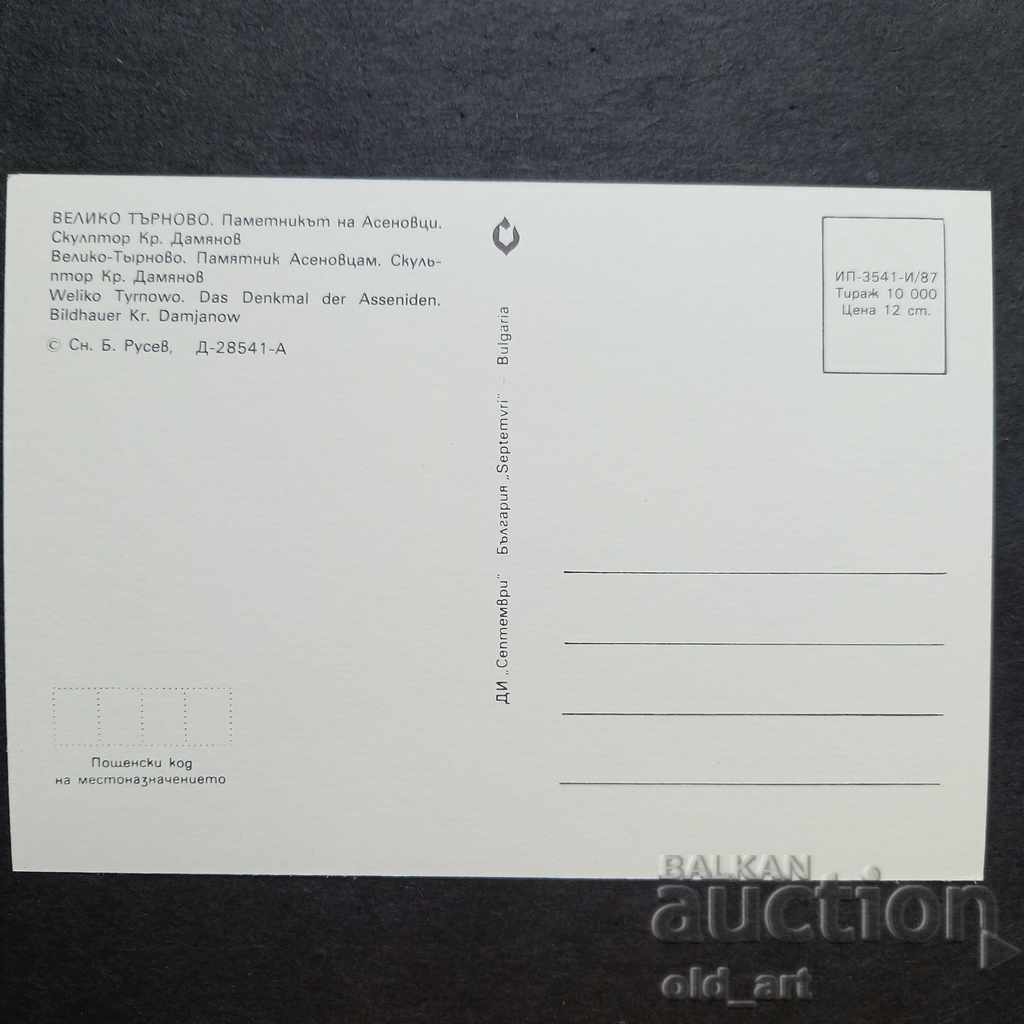 ВЕЛИКО ТЪРНОВО. Паметникът на Асеновци.
Скулптор Кр. Дамянов
Велико-Тырново. Памятник Асеновцам. Скуль-
птор Кр. Дамянов
Weliko Tyrnowo. Das Denkmal der Asseniden.
Bildhauer Kr. Damjanow
© Сн. Б. Русев, Д-28541-А
ДИ „Септември" България „Septemvri" - Bulgaria
ИП-3541-И/87
Тираж 10 000
Цена 12 ст.
Пощенски код
на местоназначението
BALKAN
auction
old_art